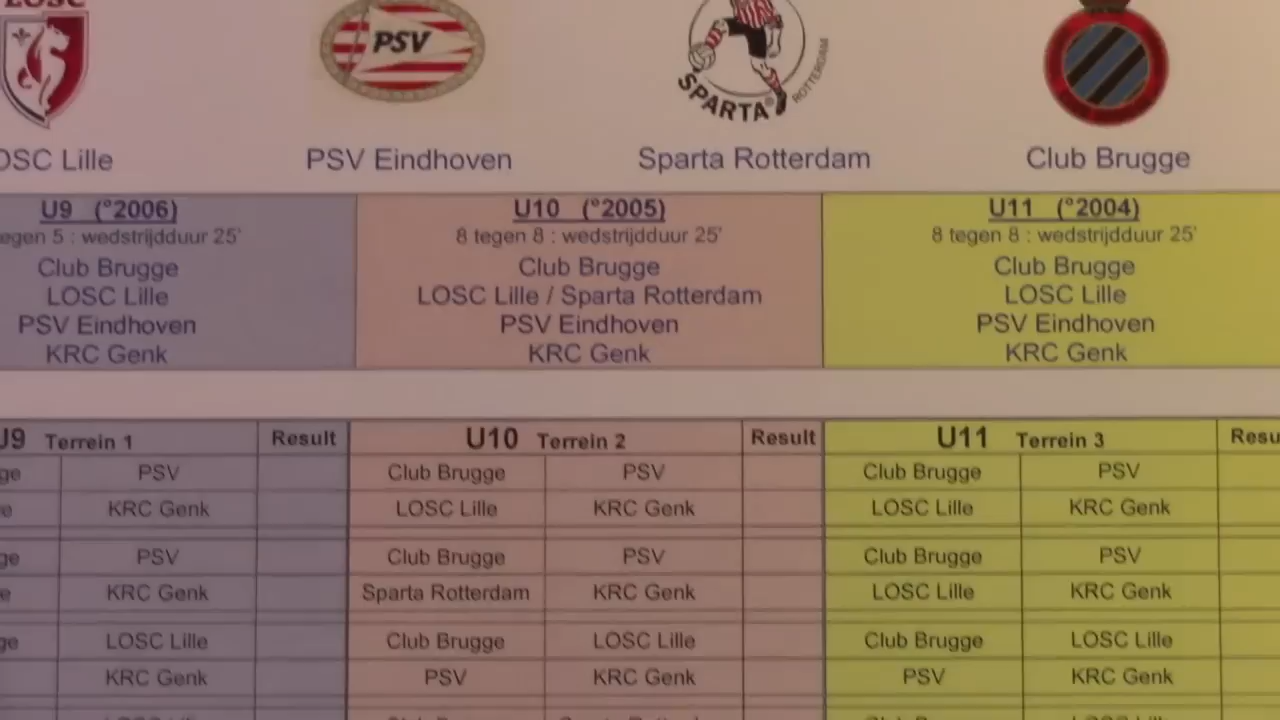 LOSC
PSV
SPARTA
ROTTERDAM
OSC Lille
PSV Eindhoven
Sparta Rotterdam
Club Brugge
U9 (°2006)
egen 5 : wedstrijdduur 25'
Club Brugge
LOSC Lille
PSV Eindhoven
KRC Genk
U10 (°2005)
8 tegen 8 : wedstrijdduur 25'
Club Brugge
LOSC Lille / Sparta Rotterdam
PSV Eindhoven
KRC Genk
U11 (°2004)
8 tegen 8 : wedstrijdduur 25'
Club Brugge
LOSC Lille
PSV Eindhoven
KRC Genk
U9 Terrein 1 Result
ge PSV
e KRC Genk
ge PSV
e KRC Genk
ge LOSC Lille
KRC Genk
U10 Terrein 2 Result
Club Brugge PSV
LOSC Lille KRC Genk
Club Brugge PSV
Sparta Rotterdam KRC Genk
Club Brugge LOSC Lille
PSV KRC Genk
U11 Terrein 3 Resu
Club Brugge PSV
LOSC Lille KRC Genk
Club Brugge PSV
LOSC Lille KRC Genk
Club Brugge LOSC Lille
PSV KRC Genk